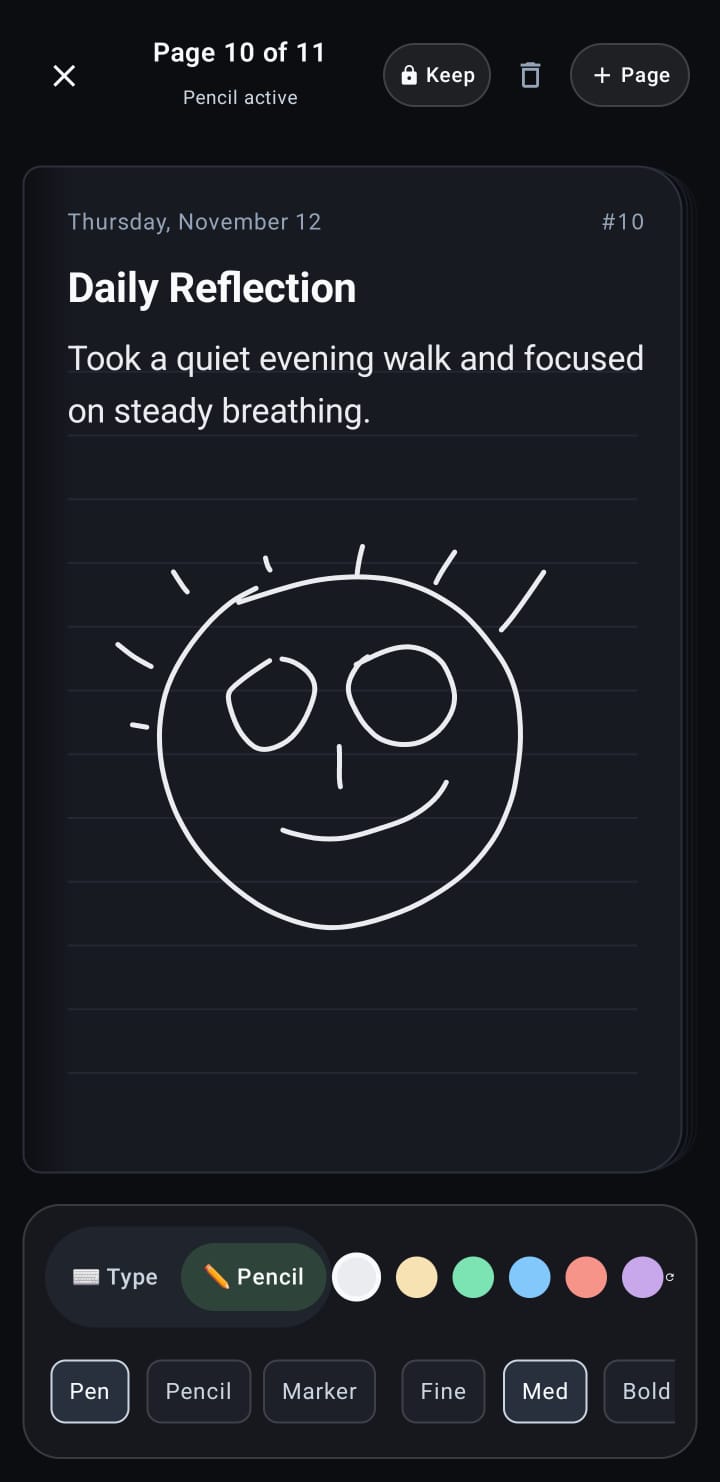 Page 10 of 11
Keep
+ Page
Pencil active
Thursday, November 12
#10
Daily Reflection
Took a quiet evening walk and focused
on steady breathing.
Type
Pencil
Pen
Pencil
Marker
Fine
Med
Bold